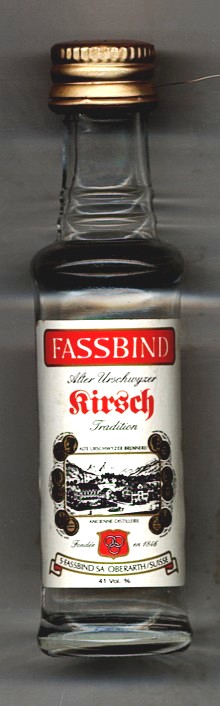 FASSBIND
Alter Urschwyzer
Kirsch
Tradition
ALTE URSCHWYZER BRENNEREI
ANCIENNE DISTILLERIE
Fondée en 1846
S. FASSBIND SA OBERARTH/SUISSE
41 Vol. %